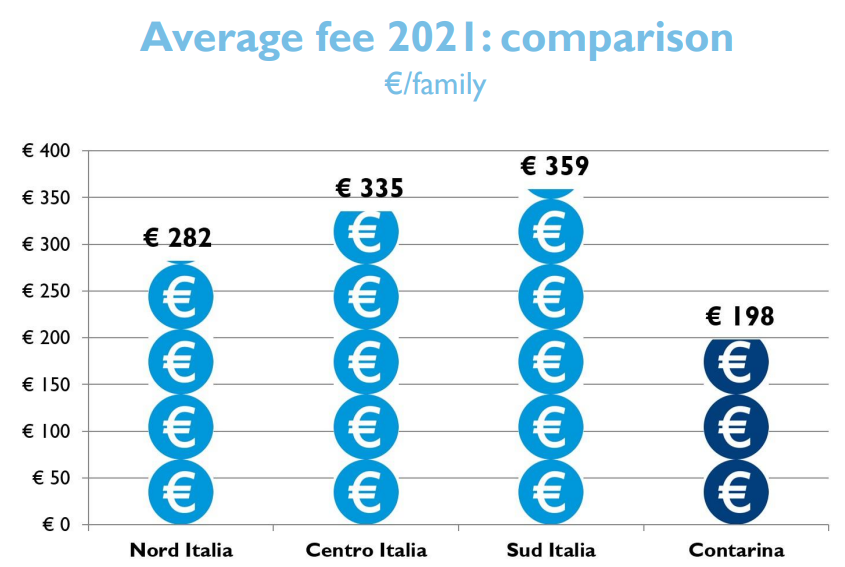 Average fee 2021: comparison
€/family
€ 400
€ 350
€ 300
€ 250
€ 200
€ 150
€ 100
€ 50
€ 0
€ 282
€ 335
€ 359
€ 198
€ € € €
€ € € € €
€ € € € €
€ € €
Nord Italia
Centro Italia
Sud Italia
Contarina